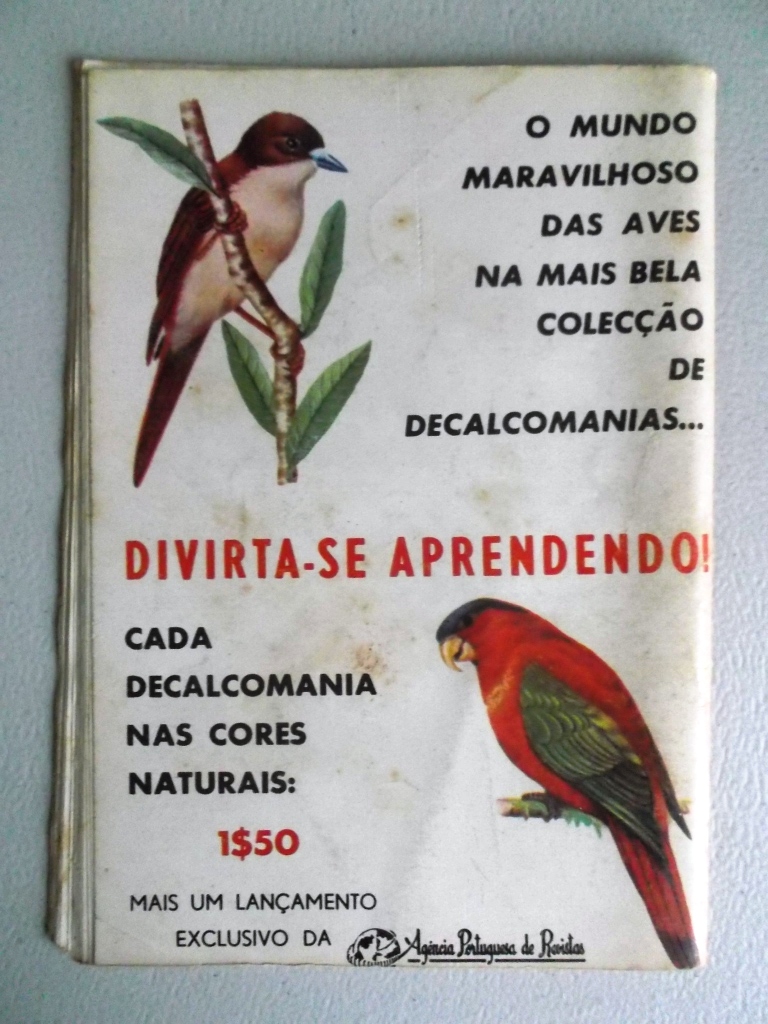 O MUNDO
MARAVILHOSO
DAS AVES
NA MAIS BELA
COLECÇÃO
DE
DECALCOMANIAS...
DIVIRTA-SE APRENDENDO!
CADA
DECALCOMANIA
NAS CORES
NATURAIS:
1$50
MAIS UM LANÇAMENTO
EXCLUSIVO DA Agência Portuguesa de Revistas